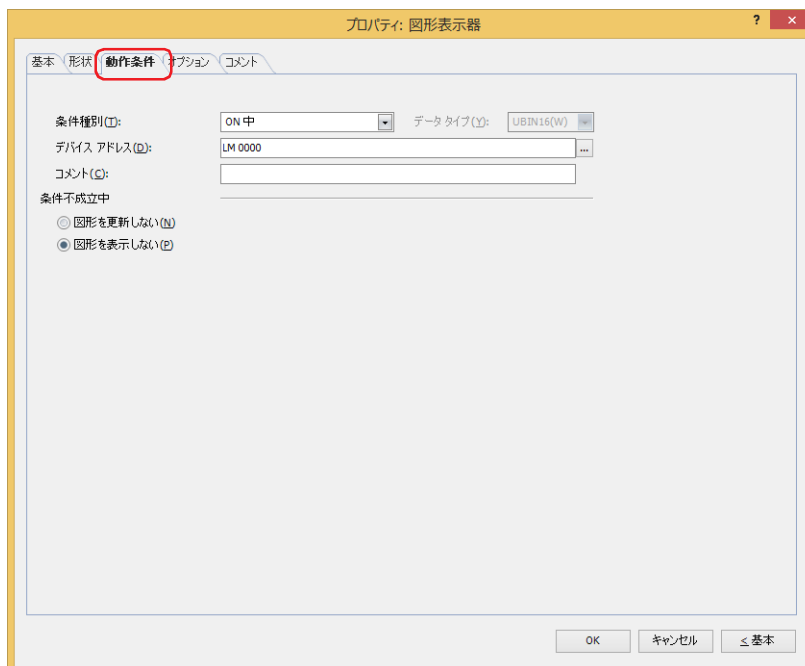 プロパティ: 図形表示器
? ×
基本 形状 動作条件 オプション コメント
条件種別(T): ON 中 データ タイプ(Y): UBIN16(W)
デバイス アドレス(D): LM 0000 ...
コメント(C):
条件不成立中
図形を更新しない(N)
図形を表示しない(P)
OK キャンセル < 基本